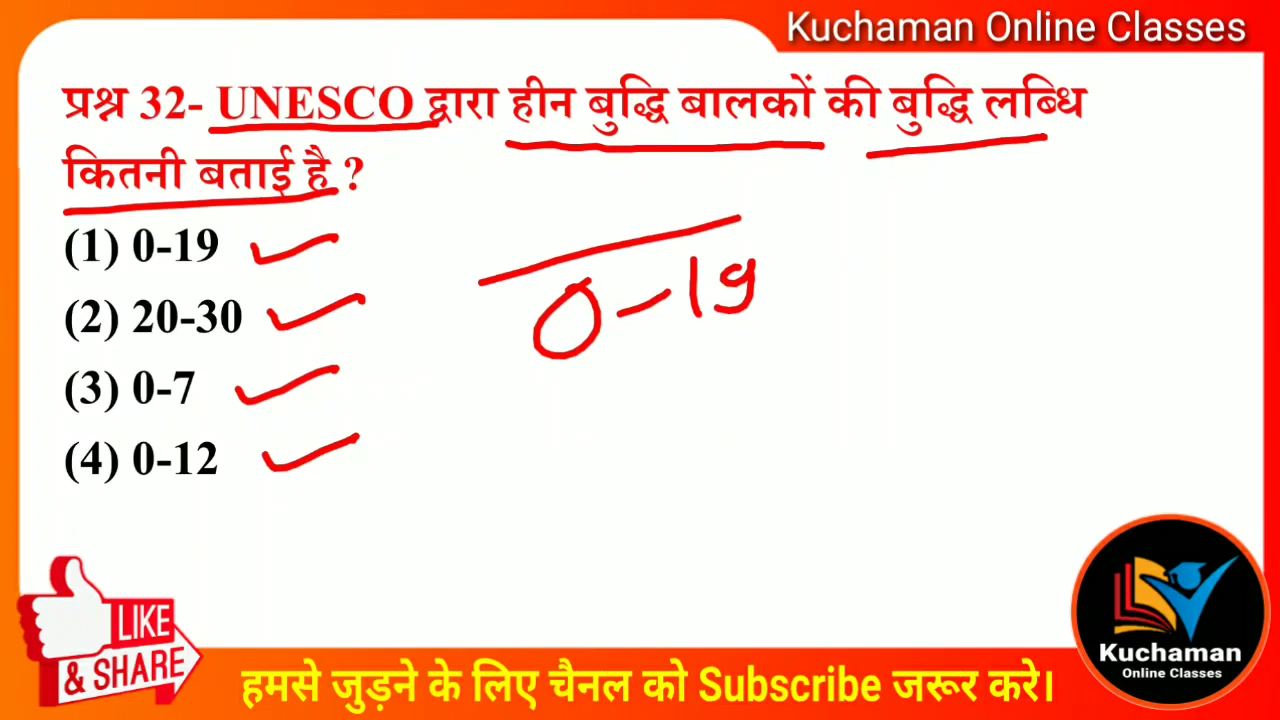 Kuchaman Online Classes
प्रश्न 32- UNESCO द्वारा हीन बुद्धि बालकों की बुद्धि लब्धि
कितनी बताई है ?
(1) 0-19
(2) 20-30
(3) 0-7
(4) 0-12
0-19
LIKE
& SHARE
Kuchaman
Online Classes
हमसे जुड़ने के लिए चैनल को Subscribe जरूर करे।